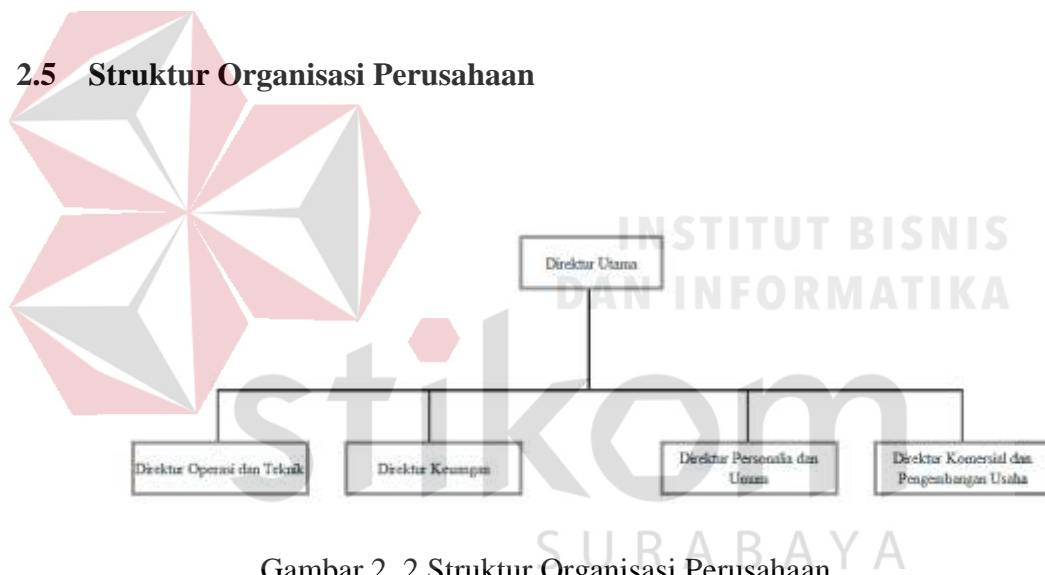 2.5 Struktur Organisasi Perusahaan
INSTITUT BISNIS
DAN INFORMATIKA
Direktur Utama
stikom
Direktur Operasi dan Teknik
Direktur Keuangan
Direktur Personalia dan
Umum
Direktur Komersial dan
Pengembangan Usaha
SURABAYA
Gambar 2. 2 Struktur Organisasi Perusahaan